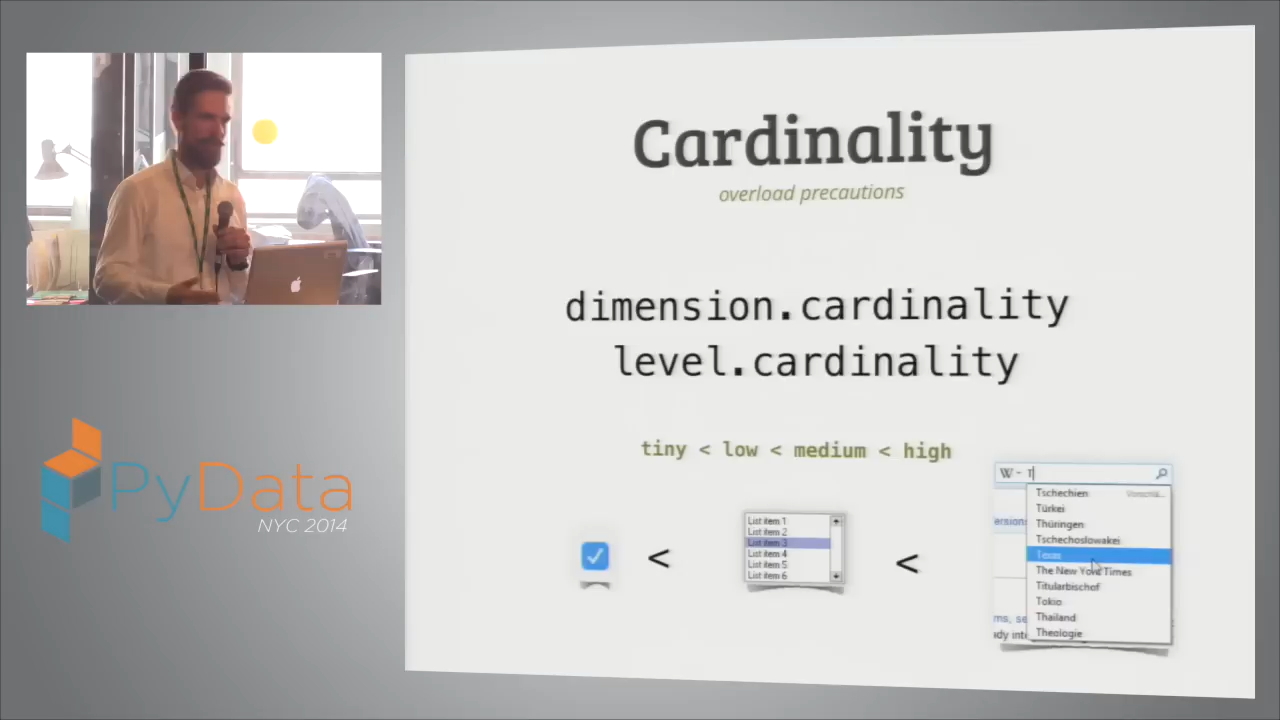 Cardinality
overload precautions
dimension.cardinality
level.cardinality
tiny < low < medium < high
<
List item 1
List item 2
List item 3
List item 4
List item 5
List item 6
<
W - T
Tschechien
Türkei
Thüringen
Tschechoslowakei
Texas
The New York Times
Titularbischof
Tokio
Thailand
Theologie
PyData
NYC 2014